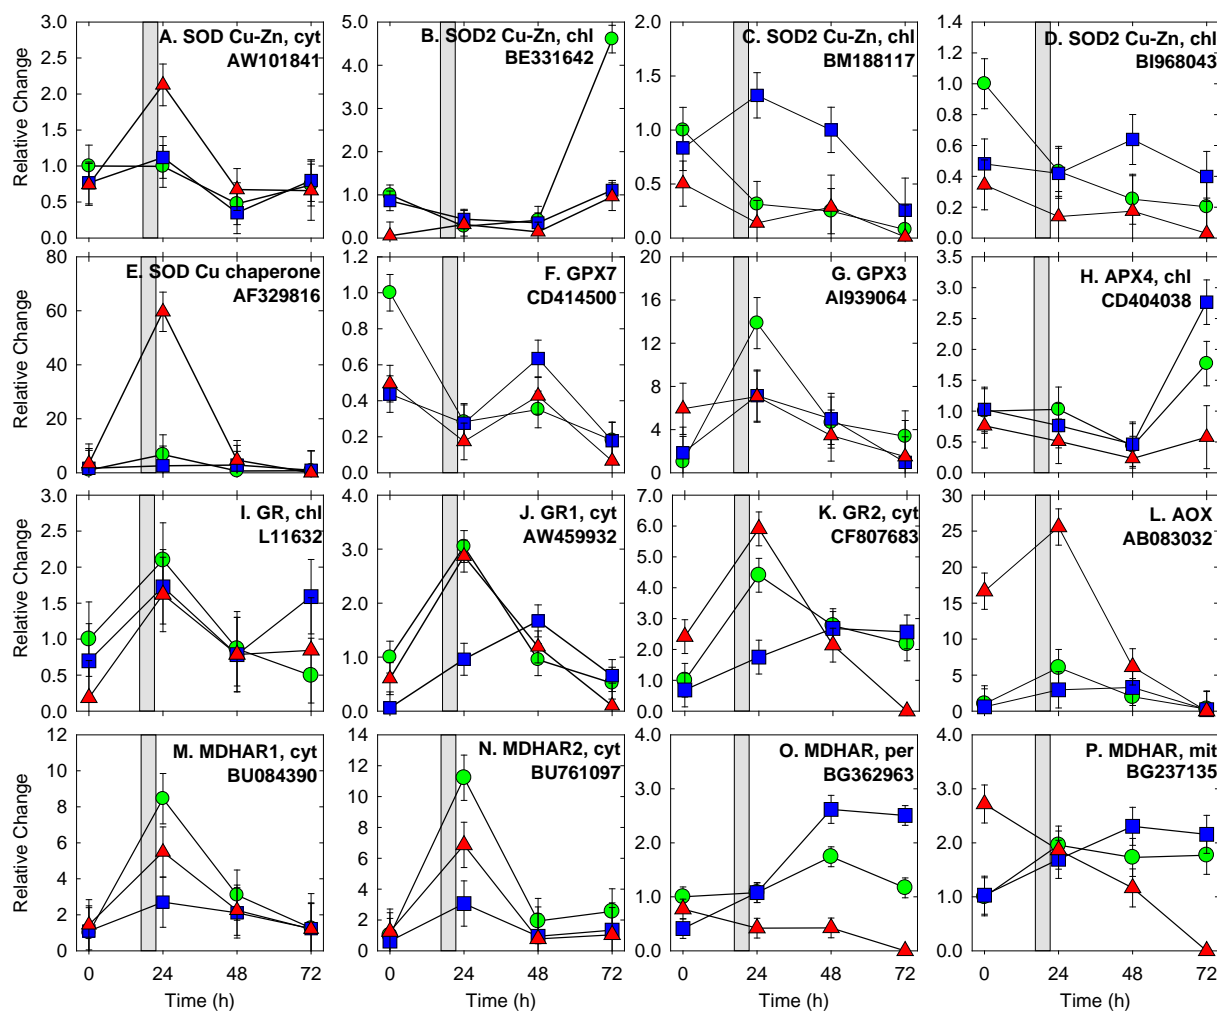 A. SOD Cu-Zn, cyt
AW101841
Relative Change
3.0
2.5
2.0
1.5
1.0
0.5
0.0
B. SOD2 Cu-Zn, chl
BE331642
5.0
4.0
3.0
2.0
1.0
0.0
C. SOD2 Cu-Zn, chl
BM188117
2.0
1.5
1.0
0.5
0.0
D. SOD2 Cu-Zn, chl
BI968043
1.4
1.2
1.0
0.8
0.6
0.4
0.2
0.0
E. SOD Cu chaperone
AF329816
Relative Change
80
60
40
20
0
F. GPX7
CD414500
1.2
1.0
0.8
0.6
0.4
0.2
0.0
G. GPX3
AI939064
20
16
12
8
4
0
H. APX4, chl
CD404038
3.5
3.0
2.5
2.0
1.5
1.0
0.5
0.0
I. GR, chl
L11632
Relative Change
3.0
2.5
2.0
1.5
1.0
0.5
0.0
J. GR1, cyt
AW459932
4.0
3.0
2.0
1.0
0.0
K. GR2, cyt
CF807683
7.0
6.0
5.0
4.0
3.0
2.0
1.0
0.0
L. AOX
AB083032
30
25
20
15
10
5
0
M. MDHAR1, cyt
BU084390
Relative Change
12
10
8
6
4
2
0
0 24 48 72
Time (h)
N. MDHAR2, cyt
BU761097
14
12
10
8
6
4
2
0
0 24 48 72
Time (h)
O. MDHAR, per
BG362963
4.0
3.0
2.0
1.0
0.0
0 24 48 72
Time (h)
P. MDHAR, mit
BG237135
4.0
3.0
2.0
1.0
0.0
0 24 48 72
Time (h)